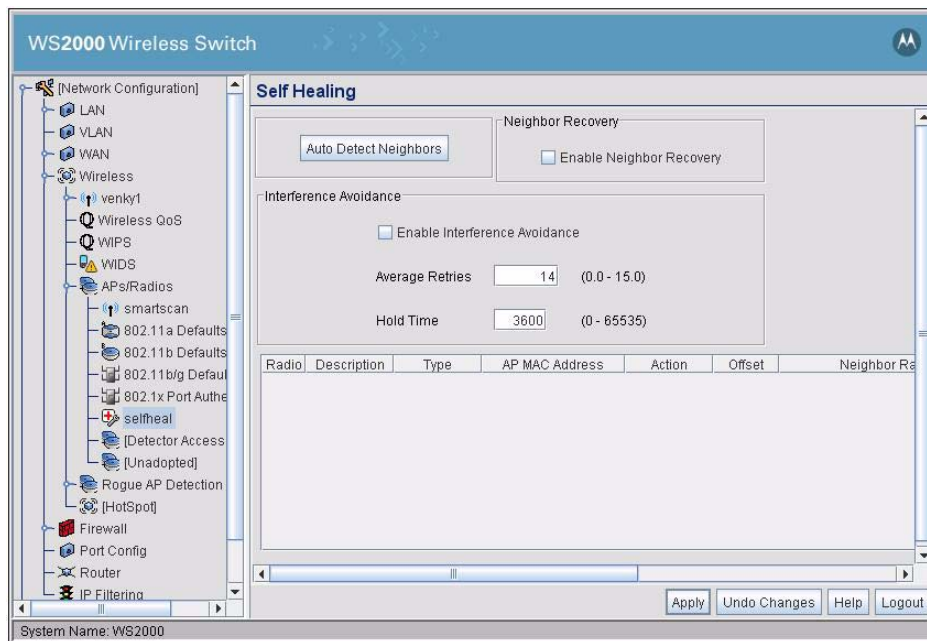 WS2000 Wireless Switch
[Network Configuration]
LAN
VLAN
WAN
Wireless
venky1
Wireless QoS
WIPS
WIDS
APs/Radios
smartscan
802.11a Defaults
802.11b Defaults
802.11b/g Defaul
802.1x Port Authe
selfheal
[Detector Access
[Unadopted]
Rogue AP Detection
[HotSpot]
Firewall
Port Config
Router
IP Filtering
Self Healing
Auto Detect Neighbors
Neighbor Recovery
Enable Neighbor Recovery
Interference Avoidance
Enable Interference Avoidance
Average Retries 14 (0.0 - 15.0)
Hold Time 3600 (0 - 65535)
Radio Description Type AP MAC Address Action Offset Neighbor Ra
Apply Undo Changes Help Logout
System Name: WS2000